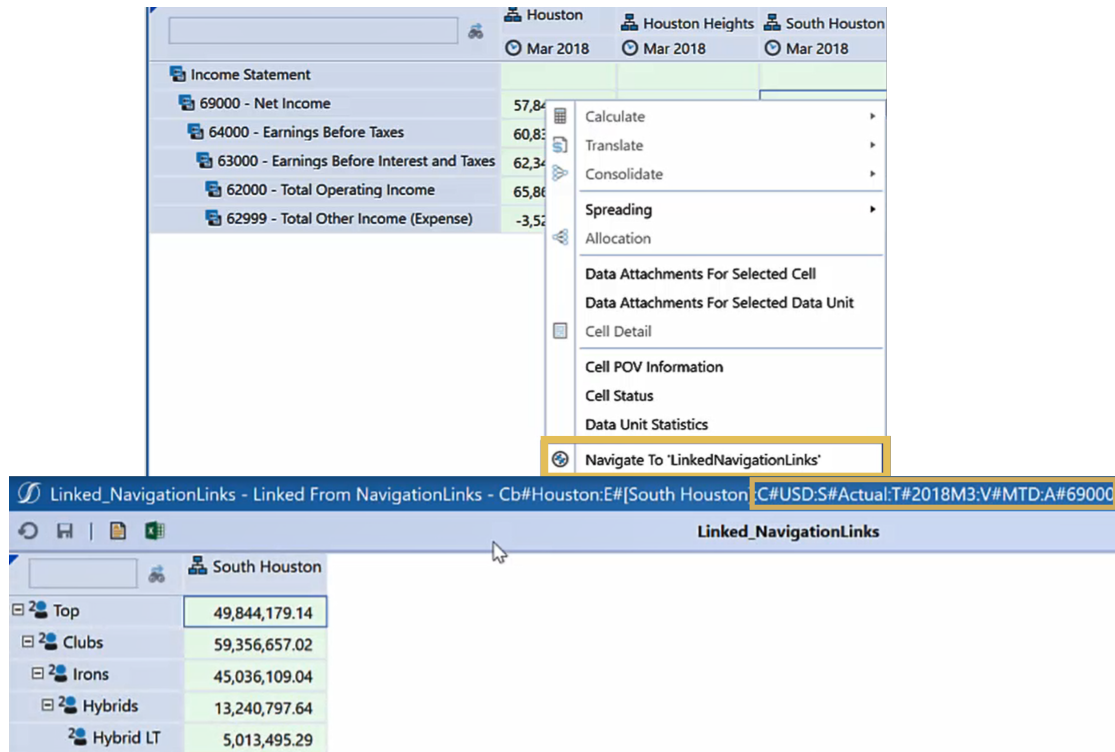 Houston
Houston Heights
South Houston
Mar 2018
Mar 2018
Mar 2018
Income Statement
69000 - Net Income
57,84
64000 - Earnings Before Taxes
60,83
63000 - Earnings Before Interest and Taxes
62,34
62000 - Total Operating Income
65,86
62999 - Total Other Income (Expense)
-3,52
Calculate
Translate
Consolidate
Spreading
Allocation
Data Attachments For Selected Cell
Data Attachments For Selected Data Unit
Cell Detail
Cell POV Information
Cell Status
Data Unit Statistics
Navigate To 'LinkedNavigationLinks'
Linked_NavigationLinks - Linked From NavigationLinks - Cb#Houston:E#[South Houston :C#USD:S#Actual:T#2018M3:V#MTD:A#69000
Linked_NavigationLinks
South Houston
Top 49,844,179.14
Clubs 59,356,657.02
Irons 45,036,109.04
Hybrids 13,240,797.64
Hybrid LT 5,013,495.29